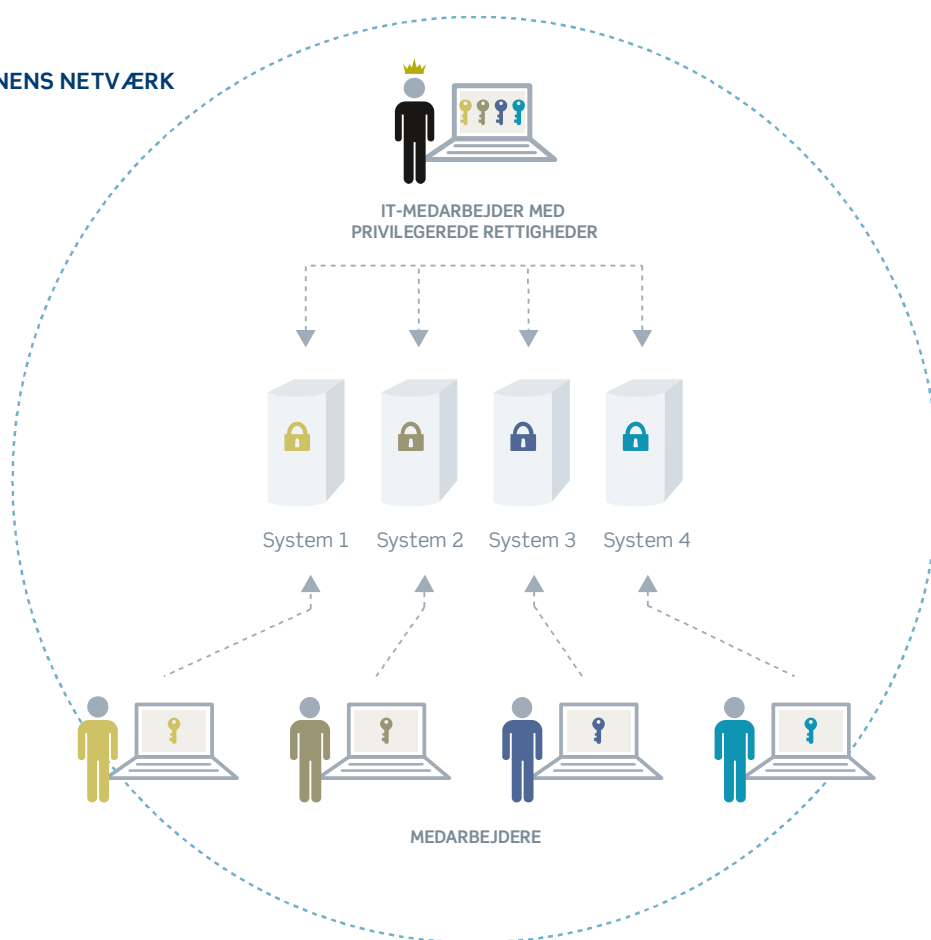 NENS NETVÆRK
IT-MEDARBEJDER MED
PRIVILEGEREDE RETTIGHEDER
System 1 System 2 System 3 System 4
MEDARBEJDERE